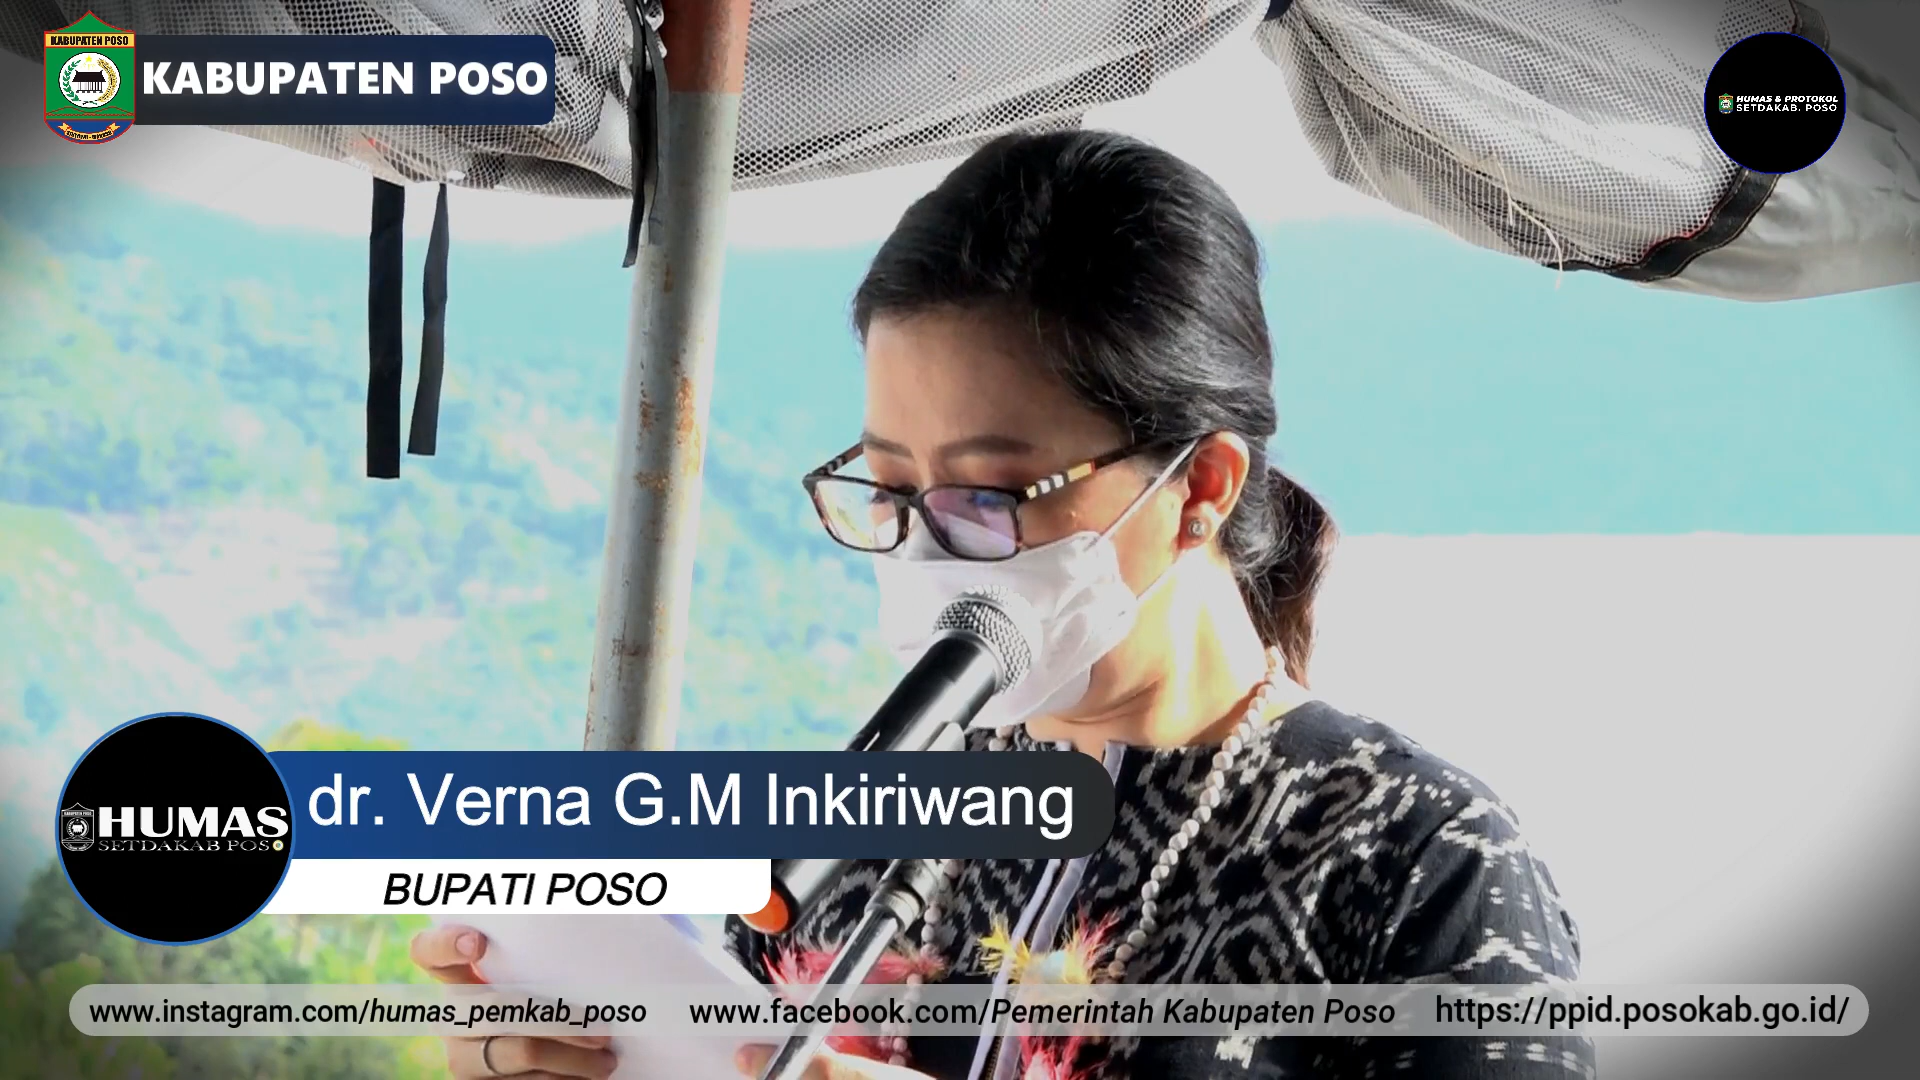 KABUPATEN POSO
KABUPATEN POSO
HUMAS & PROTOKOL
SETDAKAB. POSO
dr. Verna G.M Inkiriwang
HUMAS
SETDAKAB POSO
BUPATI POSO
www.instagram.com/humas_pemkab_poso
www.facebook.com/Pemerintah Kabupaten Poso
https://ppid.posokab.go.id/